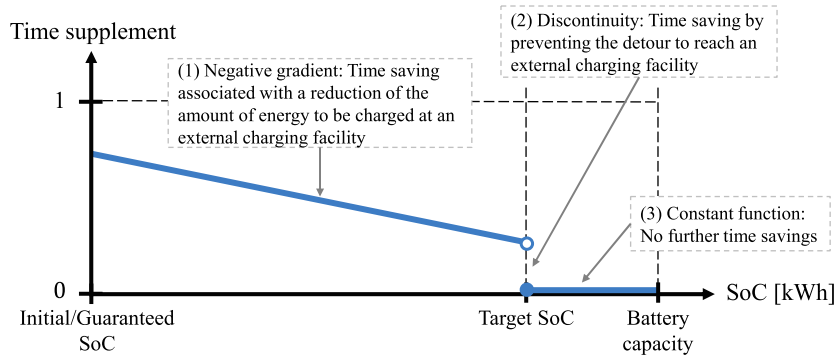 Time supplement
(1) Negative gradient: Time saving
associated with a reduction of the
amount of energy to be charged at an
external charging facility
(2) Discontinuity: Time saving by
preventing the detour to reach an
external charging facility
1
(3) Constant function:
No further time savings
0
SoC [kWh]
Initial/Guaranteed
SoC
Target SoC
Battery
capacity